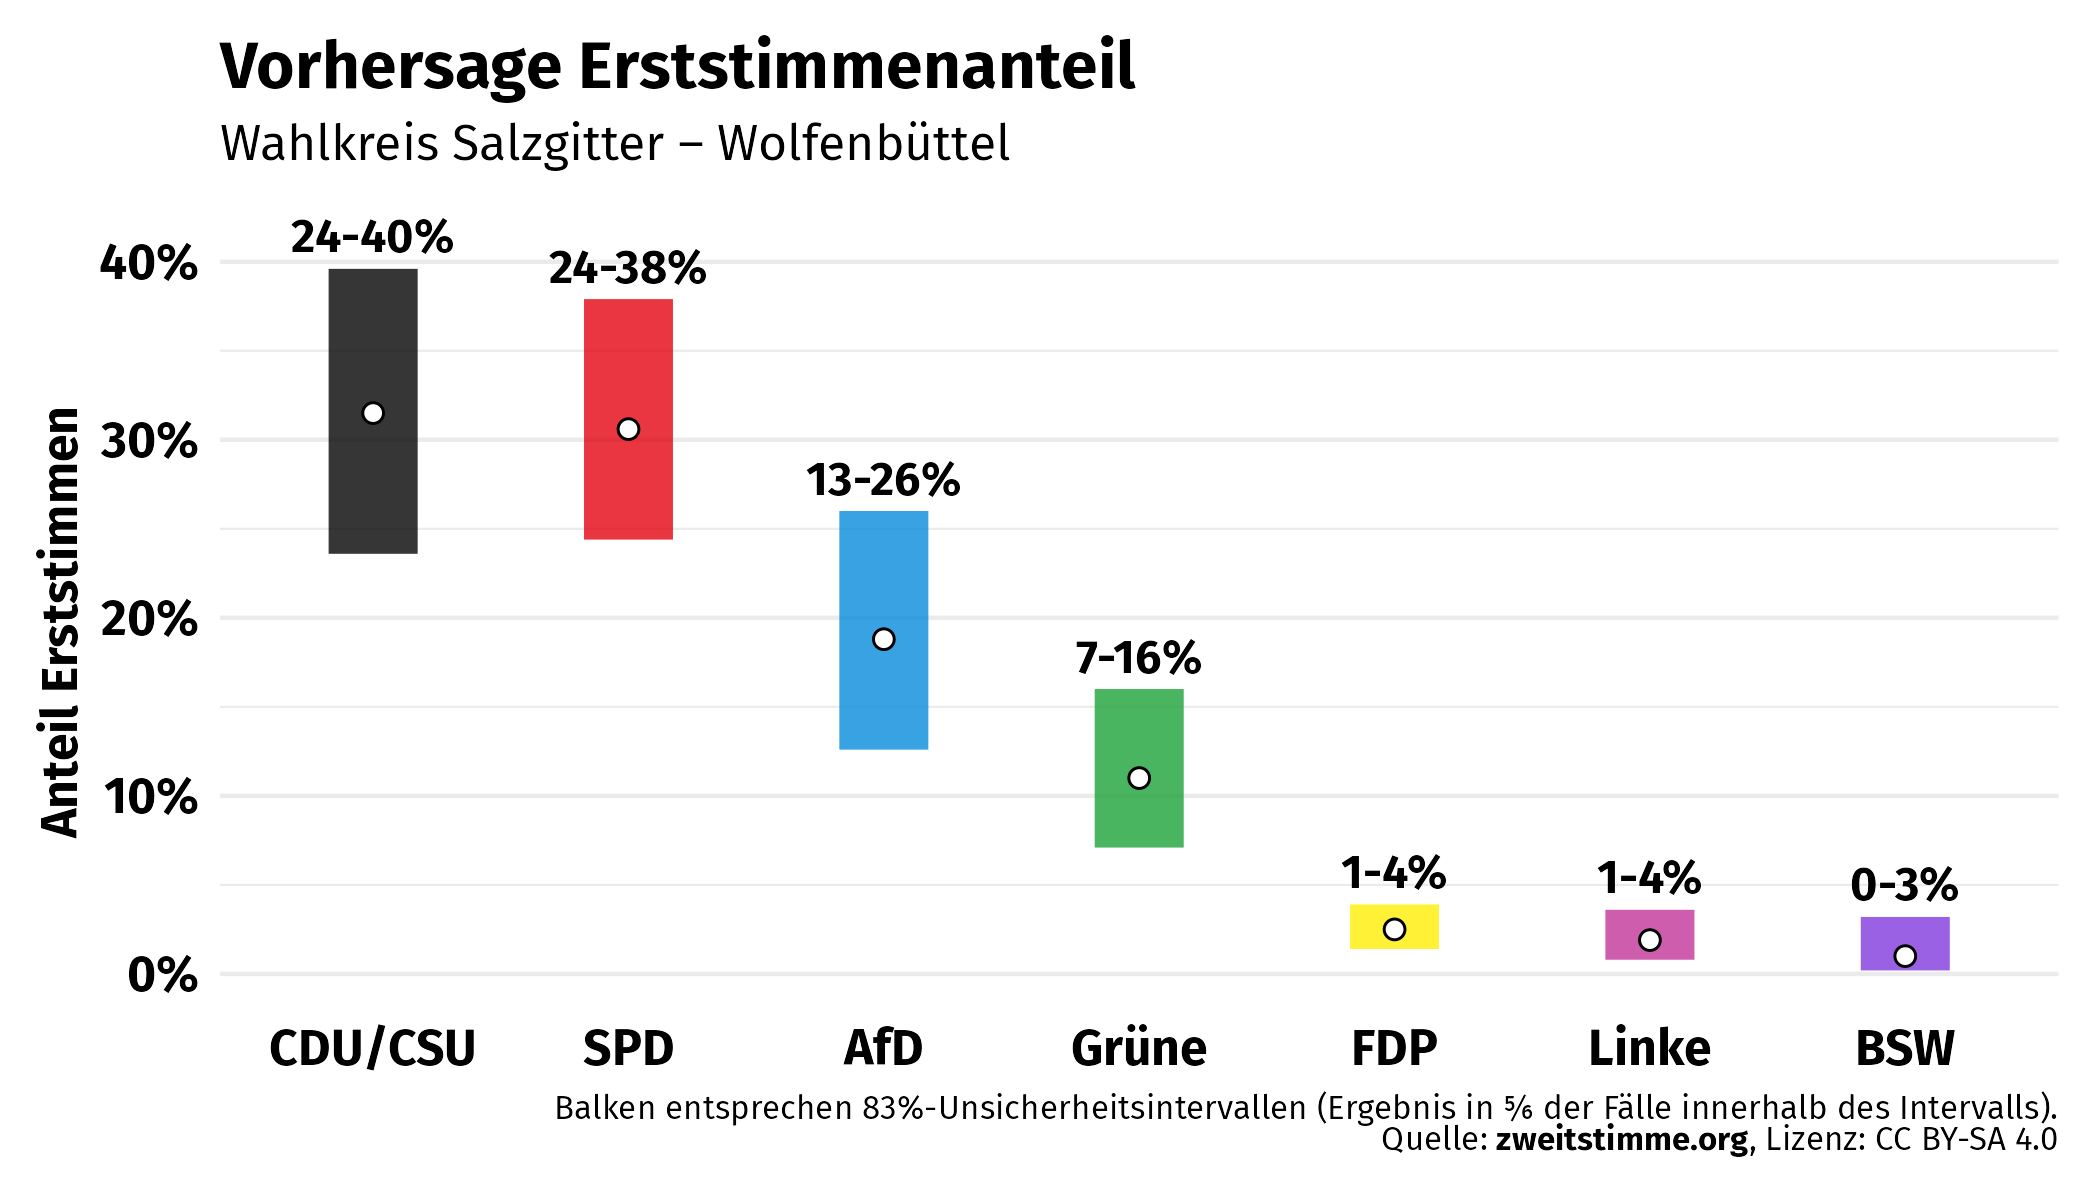 Vorhersage Erststimmenanteil
Wahlkreis Salzgitter – Wolfenbüttel
Anteil Erststimmen
40%
30%
20%
10%
0%
24-40%
24-38%
13-26%
7-16%
1-4%
1-4%
0-3%
CDU/CSU SPD AfD Grüne FDP Linke BSW
Balken entsprechen 83%-Unsicherheitsintervallen (Ergebnis in ⅚ der Fälle innerhalb des Intervalls).
Quelle: zweitstimme.org, Lizenz: CC BY-SA 4.0